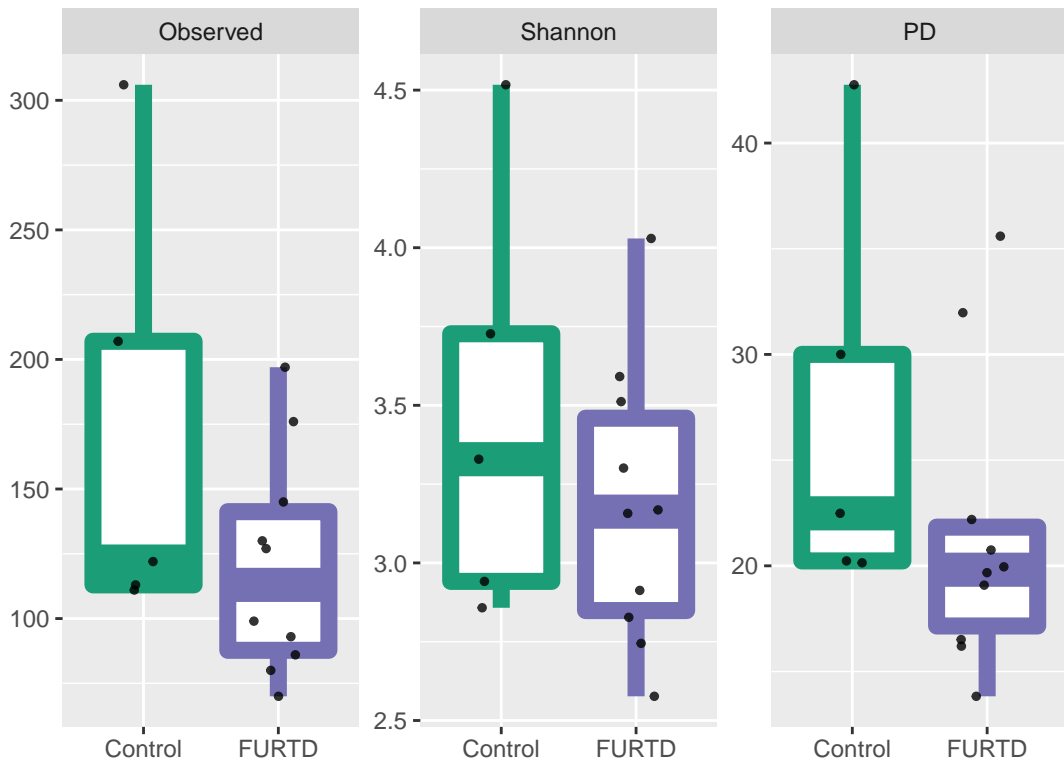 Observed
Shannon
PD
300
250
200
150
100
4.5
4.0
3.5
3.0
2.5
40
30
20
Control
FURTD
Control
FURTD
Control
FURTD